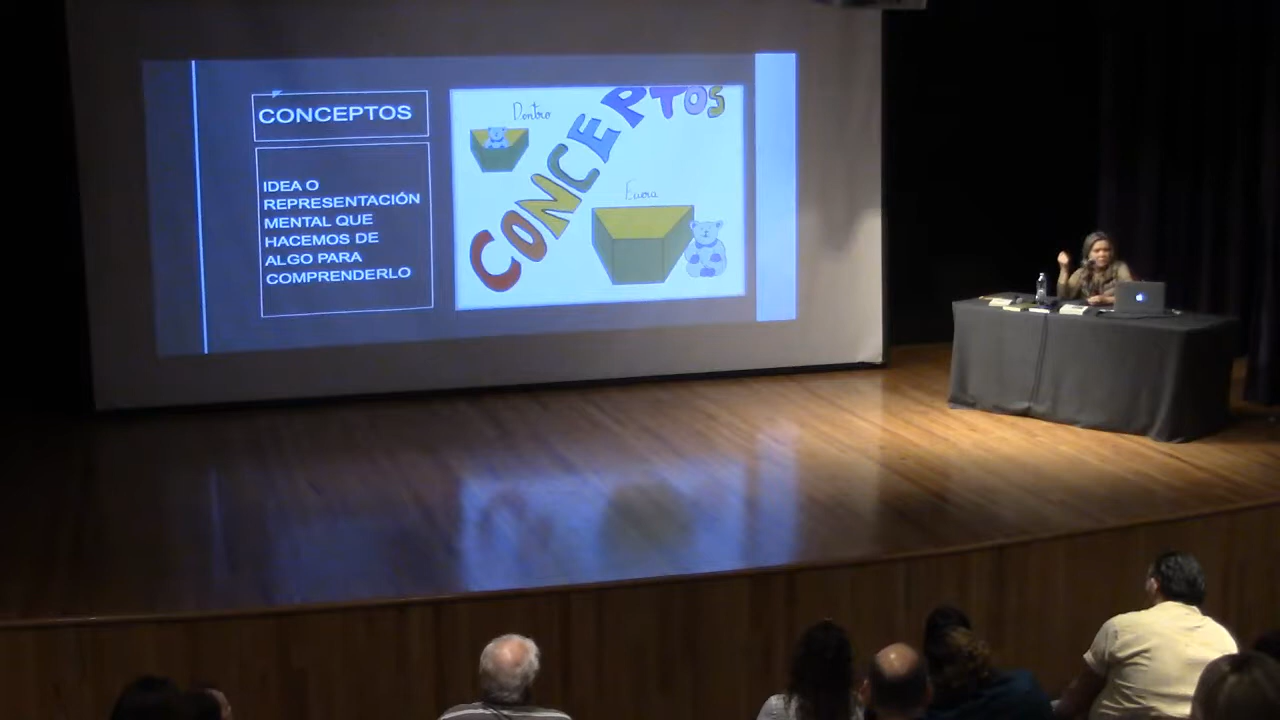 CONCEPTOS
IDEA O
REPRESENTACIÓN
MENTAL QUE
HACEMOS DE
ALGO PARA
COMPRENDERLO
Dentro
CONCEPTOS
Fuera